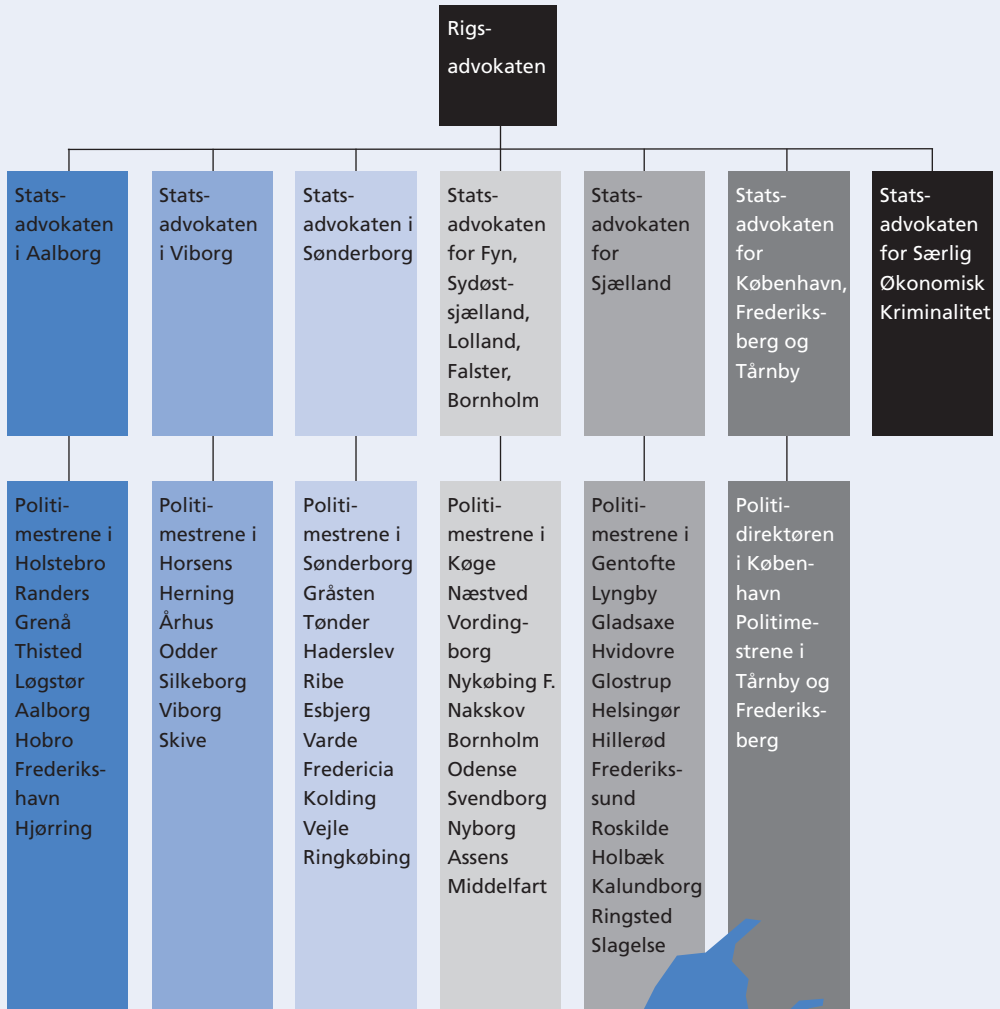 Rigs-
advokaten
Stats-
advokaten
i Aalborg
Stats-
advokaten
i Viborg
Stats-
advokaten i
Sønderborg
Stats-
advokaten
for Fyn,
Sydøst-
sjælland,
Lolland,
Falster,
Bornholm
Stats-
advokaten
for
Sjælland
Stats-
advokaten
for
København,
Frederiks-
berg og
Tårnby
Stats-
advokaten
for Særlig
Økonomisk
Kriminalitet
Politi-
mestrene i
Holstebro
Randers
Grenå
Thisted
Løgstør
Aalborg
Hobro
Frederiks-
havn
Hjørring
Politi-
mestrene i
Horsens
Herning
Århus
Odder
Silkeborg
Viborg
Skive
Politi-
mestrene i
Sønderborg
Gråsten
Tønder
Haderslev
Ribe
Esbjerg
Varde
Fredericia
Kolding
Vejle
Ringkøbing
Politi-
mestrene i
Køge
Næstved
Vording-
borg
Nykøbing F.
Nakskov
Bornholm
Odense
Svendborg
Nyborg
Assens
Middelfart
Politi-
mestrene i
Gentofte
Lyngby
Gladsaxe
Hvidovre
Glostrup
Helsingør
Hillerød
Frederiks-
sund
Roskilde
Holbæk
Kalundborg
Ringsted
Slagelse
Politi-
direktøren
i Køben-
havn
Politime-
strene i
Tårnby og
Frederiks-
berg